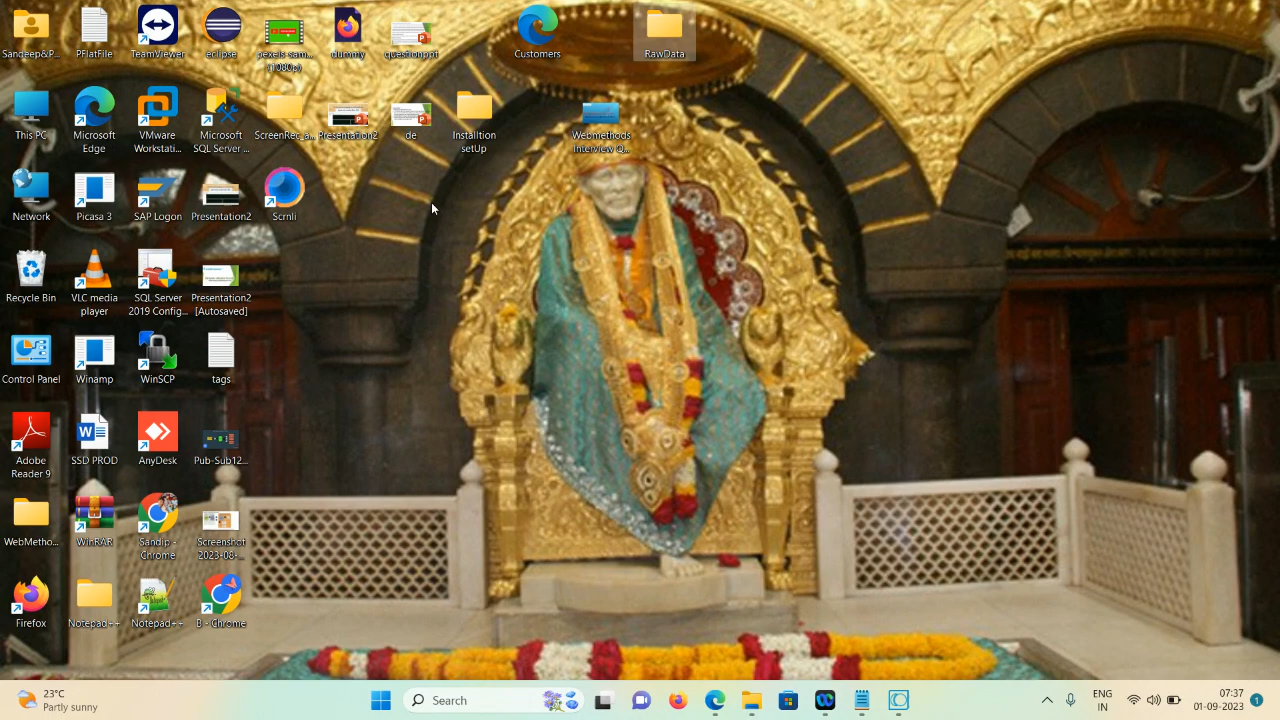 Sandeep&P...
PFlatFile
TeamViewer
eclipse
pexels-sam...
(1080p)
dummy
questionppt
Customers
RawData
This PC
Microsoft
Edge
VMware
Workstati...
Microsoft
SQL Server ...
ScreenRec_a...
Presentation2
de
Installtion
setUp
Webmethods
Interview Q...
Network
Picasa 3
SAP Logon
Presentation2
Scrnli
Recycle Bin
VLC media
player
SQL Server
2019 Config...
Presentation2
[Autosaved]
Control Panel
Winamp
WinSCP
tags
Adobe
Reader 9
SSD PROD
AnyDesk
Pub-Sub12...
WebMetho...
WinRAR
Sandip -
Chrome
Screenshot
2023-08-...
Firefox
Notepad++
Notepad++
B - Chrome
23°C
Partly sunny
Search
ENG
IN
07:37
01-09-2023
1